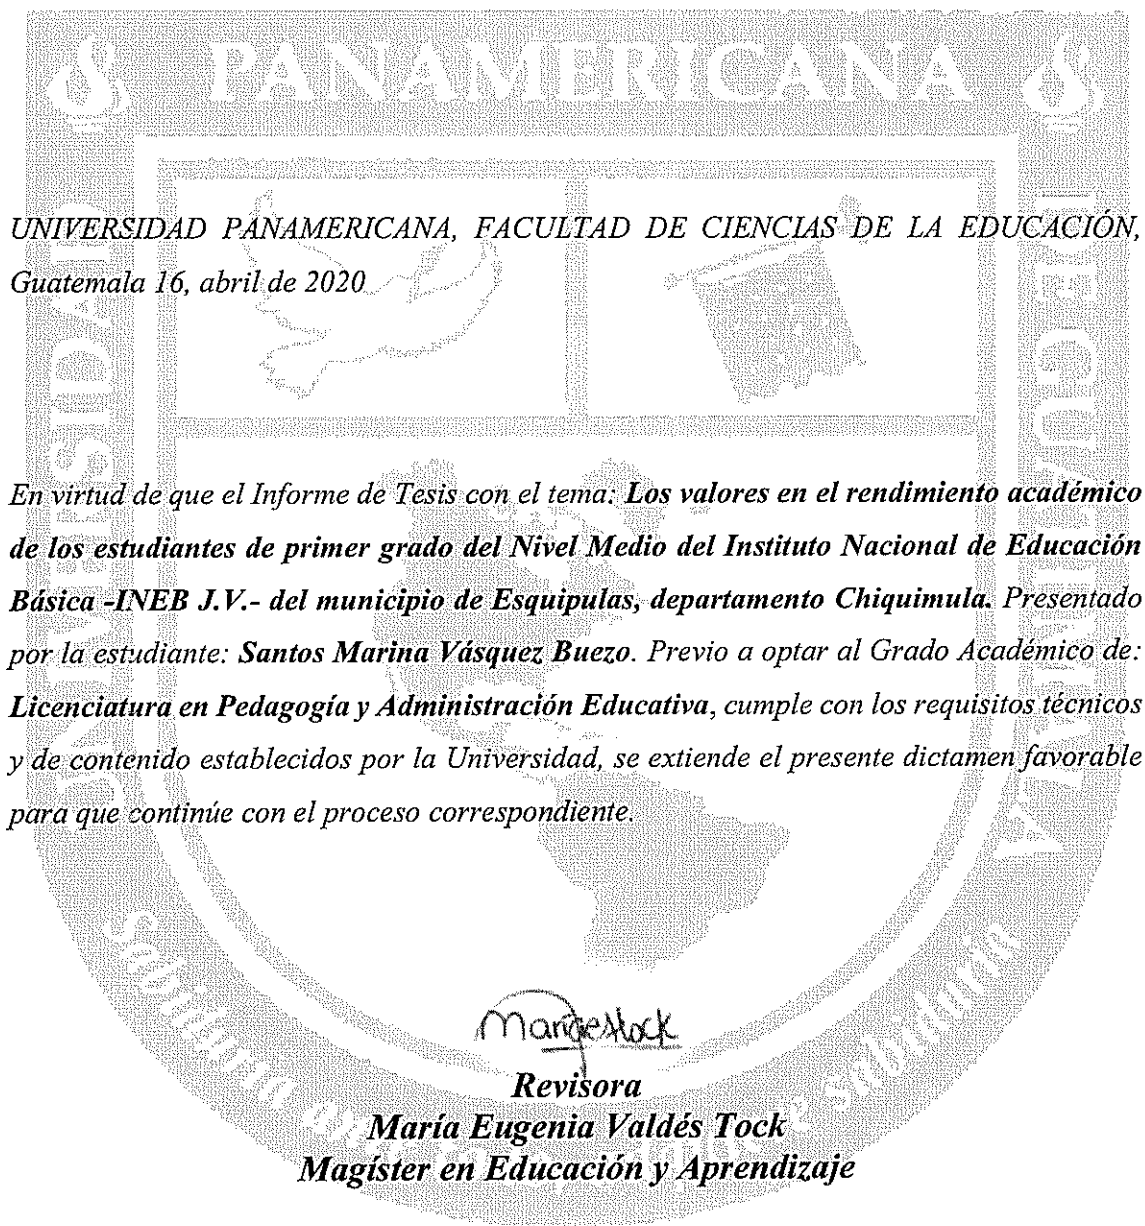 PANAMERICANA
UNIVERSIDAD
DE GUATEMALA
UNIVERSIDAD PANAMERICANA, FACULTAD DE CIENCIAS DE LA EDUCACIÓN,
Guatemala 16, abril de 2020
En virtud de que el Informe de Tesis con el tema: Los valores en el rendimiento académico
de los estudiantes de primer grado del Nivel Medio del Instituto Nacional de Educación
Básica -INEB J.V.- del municipio de Esquipulas, departamento Chiquimula. Presentado
por la estudiante: Santos Marina Vásquez Buezo. Previo a optar al Grado Académico de:
Licenciatura en Pedagogía y Administración Educativa, cumple con los requisitos técnicos
y de contenido establecidos por la Universidad, se extiende el presente dictamen favorable
para que continúe con el proceso correspondiente.
Revisora
María Eugenia Valdés Tock
Magíster en Educación y Aprendizaje